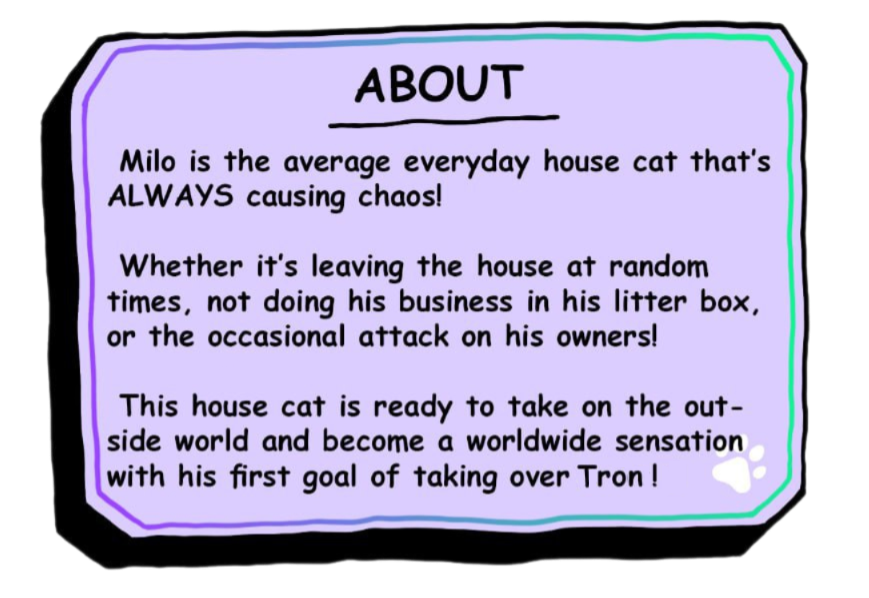 ABOUT
Milo is the average everyday house cat that's
ALWAYS causing chaos!
Whether it's leaving the house at random
times, not doing his business in his litter box,
or the occasional attack on his owners!
This house cat is ready to take on the out-
side world and become a worldwide sensation
with his first goal of taking over Tron !